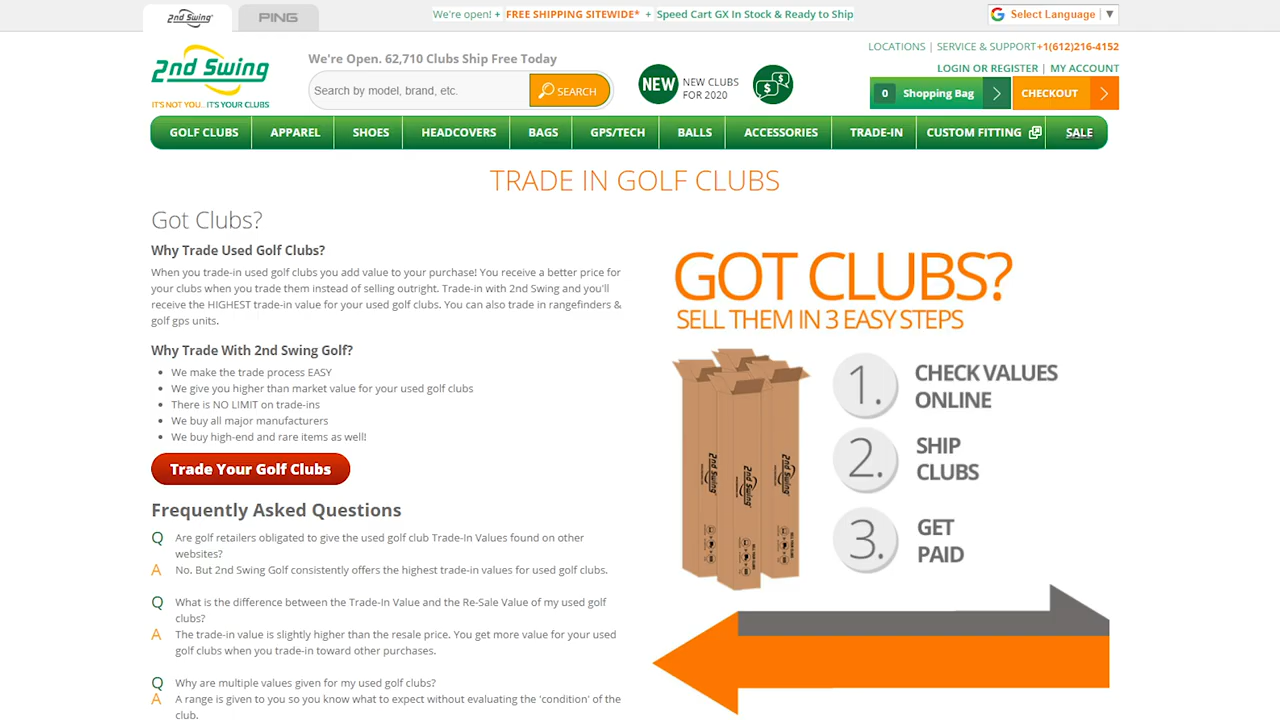 2nd Swing
PING
We're open! + FREE SHIPPING SITEWIDE* + Speed Cart GX In Stock & Ready to Ship
Select Language ▼
2nd Swing
IT'S NOT YOU...IT'S YOUR CLUBS
We're Open. 62,710 Clubs Ship Free Today
Search by model, brand, etc.
SEARCH
NEW
NEW CLUBS
FOR 2020
$ $
LOCATIONS | SERVICE & SUPPORT +1(612)216-4152
LOGIN OR REGISTER | MY ACCOUNT
0 Shopping Bag
CHECKOUT
GOLF CLUBS
APPAREL
SHOES
HEADCOVERS
BAGS
GPS/TECH
BALLS
ACCESSORIES
TRADE-IN
CUSTOM FITTING
SALE
TRADE IN GOLF CLUBS
Got Clubs?
Why Trade Used Golf Clubs?
When you trade-in used golf clubs you add value to your purchase! You receive a better price for
your clubs when you trade them instead of selling outright. Trade-in with 2nd Swing and you'll
receive the HIGHEST trade-in value for your used golf clubs. You can also trade in rangefinders &
golf gps units.
Why Trade With 2nd Swing Golf?
• We make the trade process EASY
• We give you higher than market value for your used golf clubs
• There is NO LIMIT on trade-ins
• We buy all major manufacturers
• We buy high-end and rare items as well!
Trade Your Golf Clubs
Frequently Asked Questions
Q Are golf retailers obligated to give the used golf club Trade-In Values found on other
websites?
A No. But 2nd Swing Golf consistently offers the highest trade-in values for used golf clubs.
Q What is the difference between the Trade-In Value and the Re-Sale Value of my used golf
clubs?
A The trade-in value is slightly higher than the resale price. You get more value for your used
golf clubs when you trade-in toward other purchases.
Q Why are multiple values given for my used golf clubs?
A A range is given to you so you know what to expect without evaluating the 'condition' of the
club.
GOT CLUBS?
SELL THEM IN 3 EASY STEPS
2nd Swing
2nd Swing
2nd Swing
1. CHECK VALUES
ONLINE
2. SHIP
CLUBS
3. GET
PAID